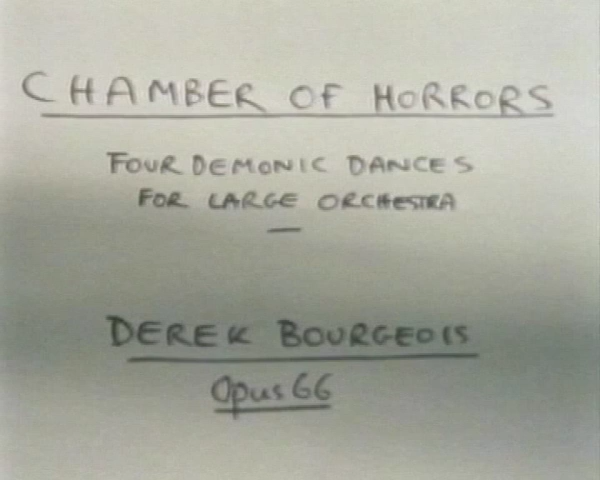 CHAMBER OF HORRORS
FOUR DEMONIC DANCES
FOR LARGE ORCHESTRA
DEREK BOURGEOIS
Opus 66